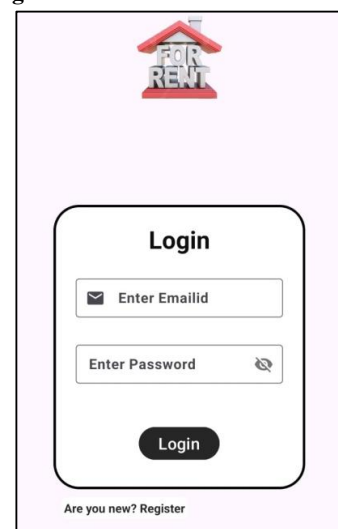 FOR
RENT
Login
Enter Emailid
Enter Password
Login
Are you new? Register